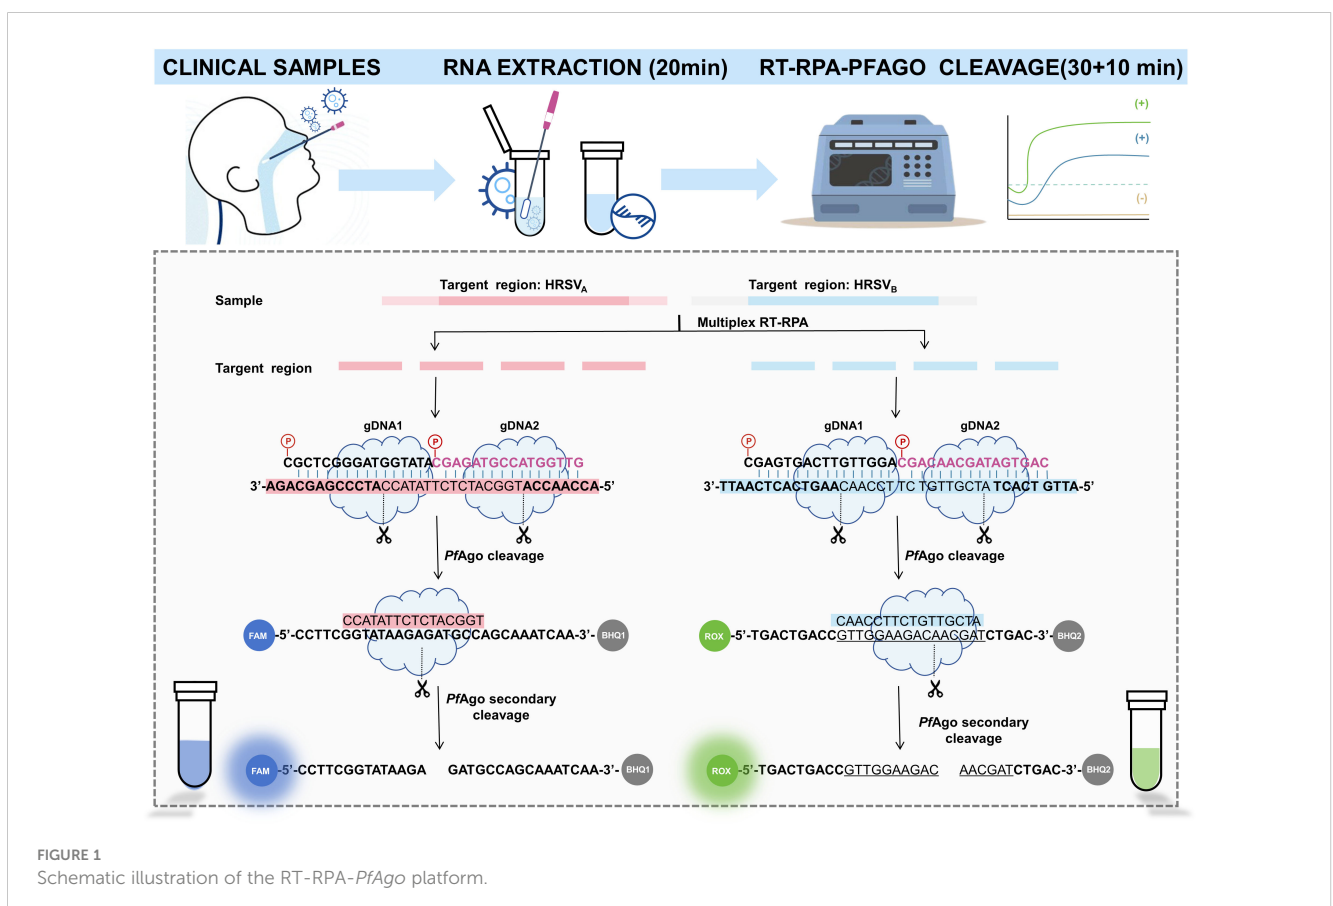 CLINICAL SAMPLES RNA EXTRACTION (20min) RT-RPA-PFAGO CLEAVAGE(30+10 min)
(+)
(+)
(-)
Targent region: HRSVA Targent region: HRSVB
Sample
Multiplex RT-RPA
Targent region
gDNA1 gDNA2 gDNA1 gDNA2
P P P P
CGCTCGGGATGGTATACGAGATGCCATGGTTG CGAGTGACTTGTTGGACGACAACGATAGTGAC
3'-AGACGAGCCCTACCATATTCTCTACGGTACCAACCA-5' 3'-TTAACTCACTGAACAACCTTCTGTTGCTATCACTGTTA-5'
PfAgo cleavage PfAgo cleavage
CCATATTCTCTACGGT CAACCTTCTGTTGCTA
FAM -5'-CCTTCGGTATAAGAGATGCCAGCAAATCAA-3'- BHQ1 ROX -5'-TGACTGACCGTTGGAAGACAACGATCTGAC-3'- BHQ2
PfAgo secondary
cleavage
PfAgo secondary
cleavage
FAM -5'-CCTTCGGTATAAGA GATGCCAGCAAATCAA-3'- BHQ1 ROX -5'-TGACTGACCGTTGGAAGAC AACGATCTGAC-3'- BHQ2
FIGURE 1
Schematic illustration of the RT-RPA-PfAgo platform.